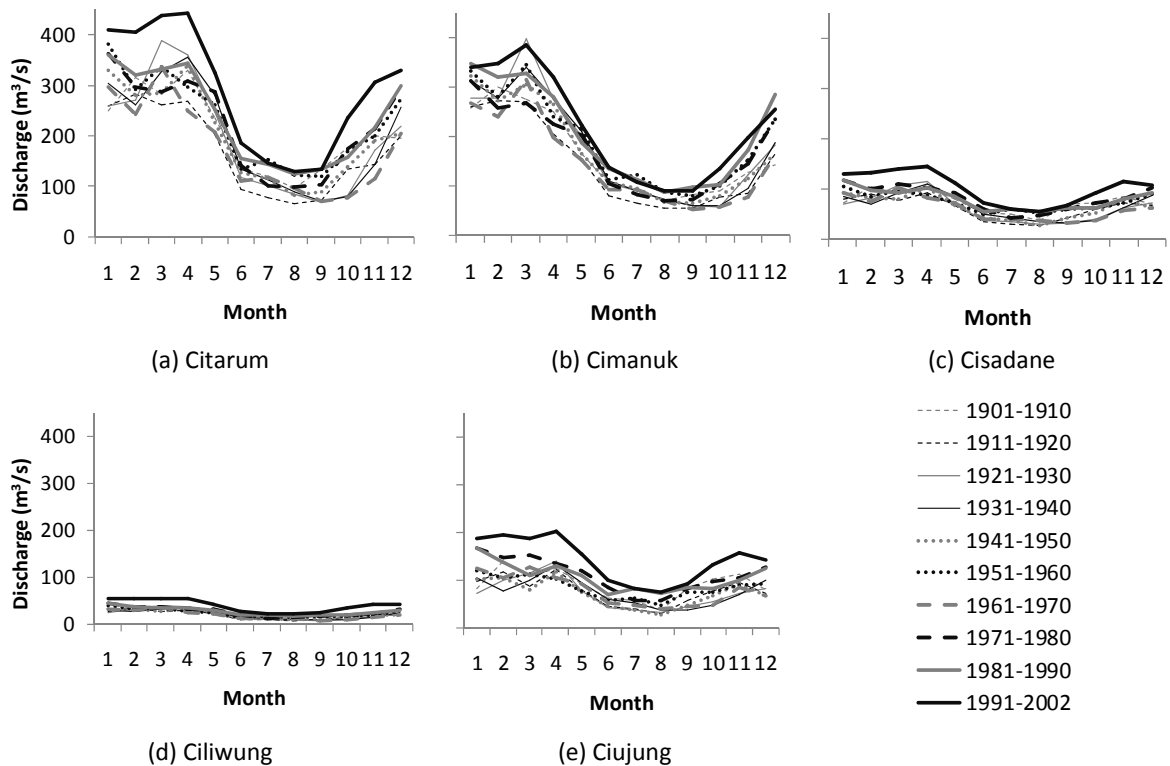 Discharge (m³/s)
400
300
200
100
0
1 2 3 4 5 6 7 8 9 10 11 12
Month
(a) Citarum
1 2 3 4 5 6 7 8 9 10 11 12
Month
(b) Cimanuk
1 2 3 4 5 6 7 8 9 10 11 12
Month
(c) Cisadane
Discharge (m³/s)
400
300
200
100
0
1 2 3 4 5 6 7 8 9 10 11 12
Month
(d) Ciliwung
1 2 3 4 5 6 7 8 9 10 11 12
Month
(e) Ciujung
1901-1910
1911-1920
1921-1930
1931-1940
1941-1950
1951-1960
1961-1970
1971-1980
1981-1990
1991-2002